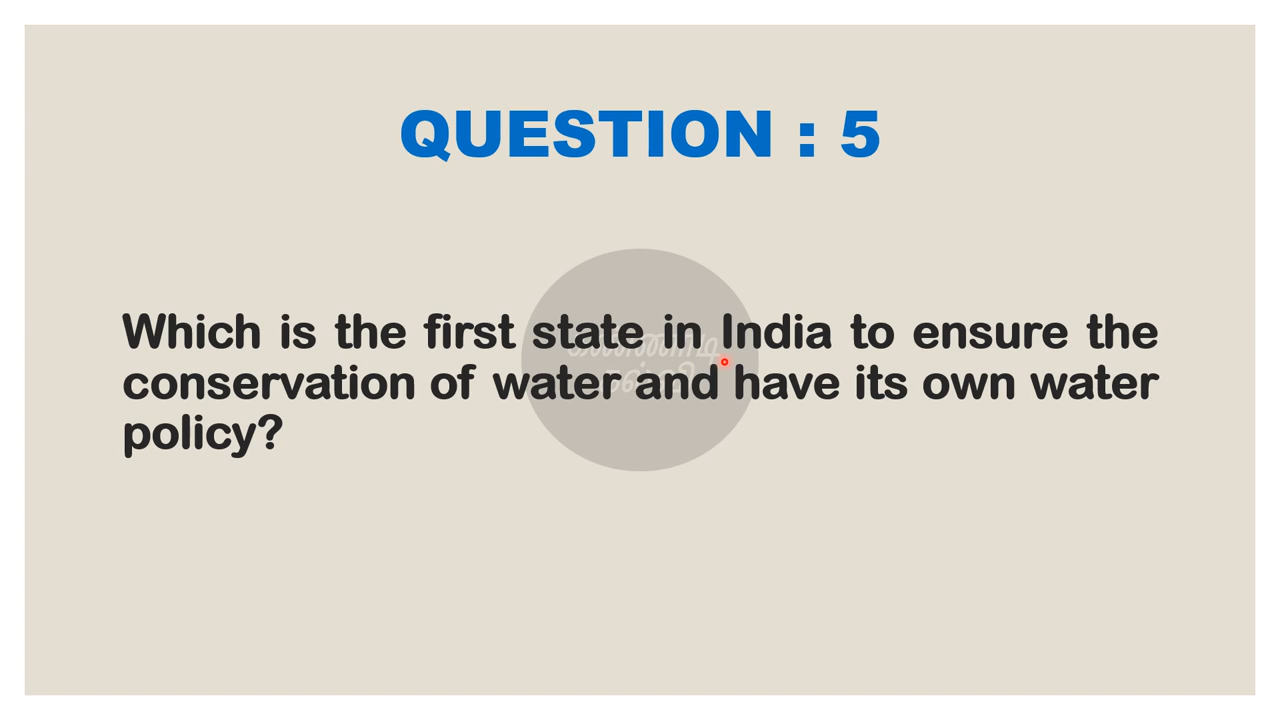 QUESTION : 5
Which is the first state in India to ensure the
conservation of water and have its own water
policy?